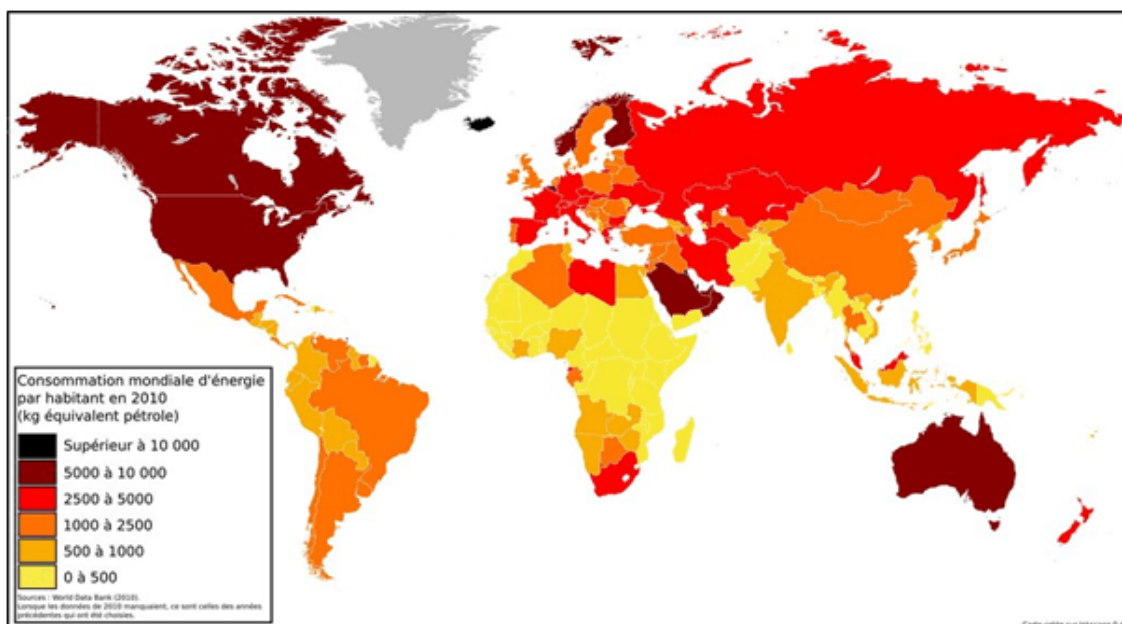 Consommation mondiale d'énergie
par habitant en 2010
(kg équivalent pétrole)
Supérieur à 10 000
5000 à 10 000
2500 à 5000
1000 à 2500
500 à 1000
0 à 500
Sources : World Data Bank (2010).
Lorsque les données de 2010 manquaient, ce sont celles des années
précédentes qui ont été choisies.